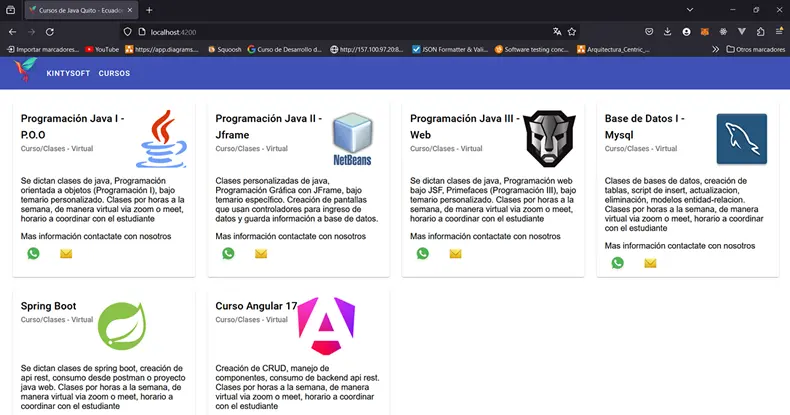 Cursos de Java Quito - Ecuador
localhost:4200
Importar marcadores...
YouTube
https://app.diagrams....
Squoosh
Curso de Desarrollo d...
http://157.100.97.20:8...
JSON Formatter & Vali...
Software testing conc...
Arquitectura_Centric_...
Otros marcadores
KINTYSOFT CURSOS
Programación Java I -
P.O.O
Curso/Clases - Virtual
Se dictan clases de java, Programación
orientada a objetos (Programación I), bajo
temario personalizado. Clases por horas a la
semana, de manera virtual via zoom o meet,
horario a coordinar con el estudiante
Mas información contactate con nosotros
Programación Java II -
Jframe
Curso/Clases - Virtual
NetBeans
Clases personalizadas de java,
Programación Gráfica con JFrame, bajo
temario específico. Creación de pantallas
que usan controladores para ingreso de
datos y guarda información a base de datos.
Mas información contactate con nosotros
Programación Java III -
Web
Curso/Clases - Virtual
Se dictan clases de java, Programación web
bajo JSF, Primefaces (Programación III), bajo
temario personalizado. Clases por horas a la
semana, de manera virtual via zoom o meet,
horario a coordinar con el estudiante
Mas información contactate con nosotros
Base de Datos I -
Mysql
Curso/Clases - Virtual
Clases de bases de datos, creación de
tablas, script de insert, actualizacion,
eliminación, modelos entidad-relacion.
Clases por horas a la semana, de manera
virtual via zoom o meet, horario a coordinar
con el estudiante
Mas información contactate con nosotros
Spring Boot
Curso/Clases - Virtual
Se dictan clases de spring boot, creación de
api rest, consumo desde postman o proyecto
java web. Clases por horas a la semana, de
manera virtual via zoom o meet, horario a
coordinar con el estudiante
Curso Angular 17
Curso/Clases - Virtual
Creación de CRUD, manejo de
componentes, consumo de backend api rest.
Clases por horas a la semana, de manera
virtual via zoom o meet, horario a coordinar
con el estudiante